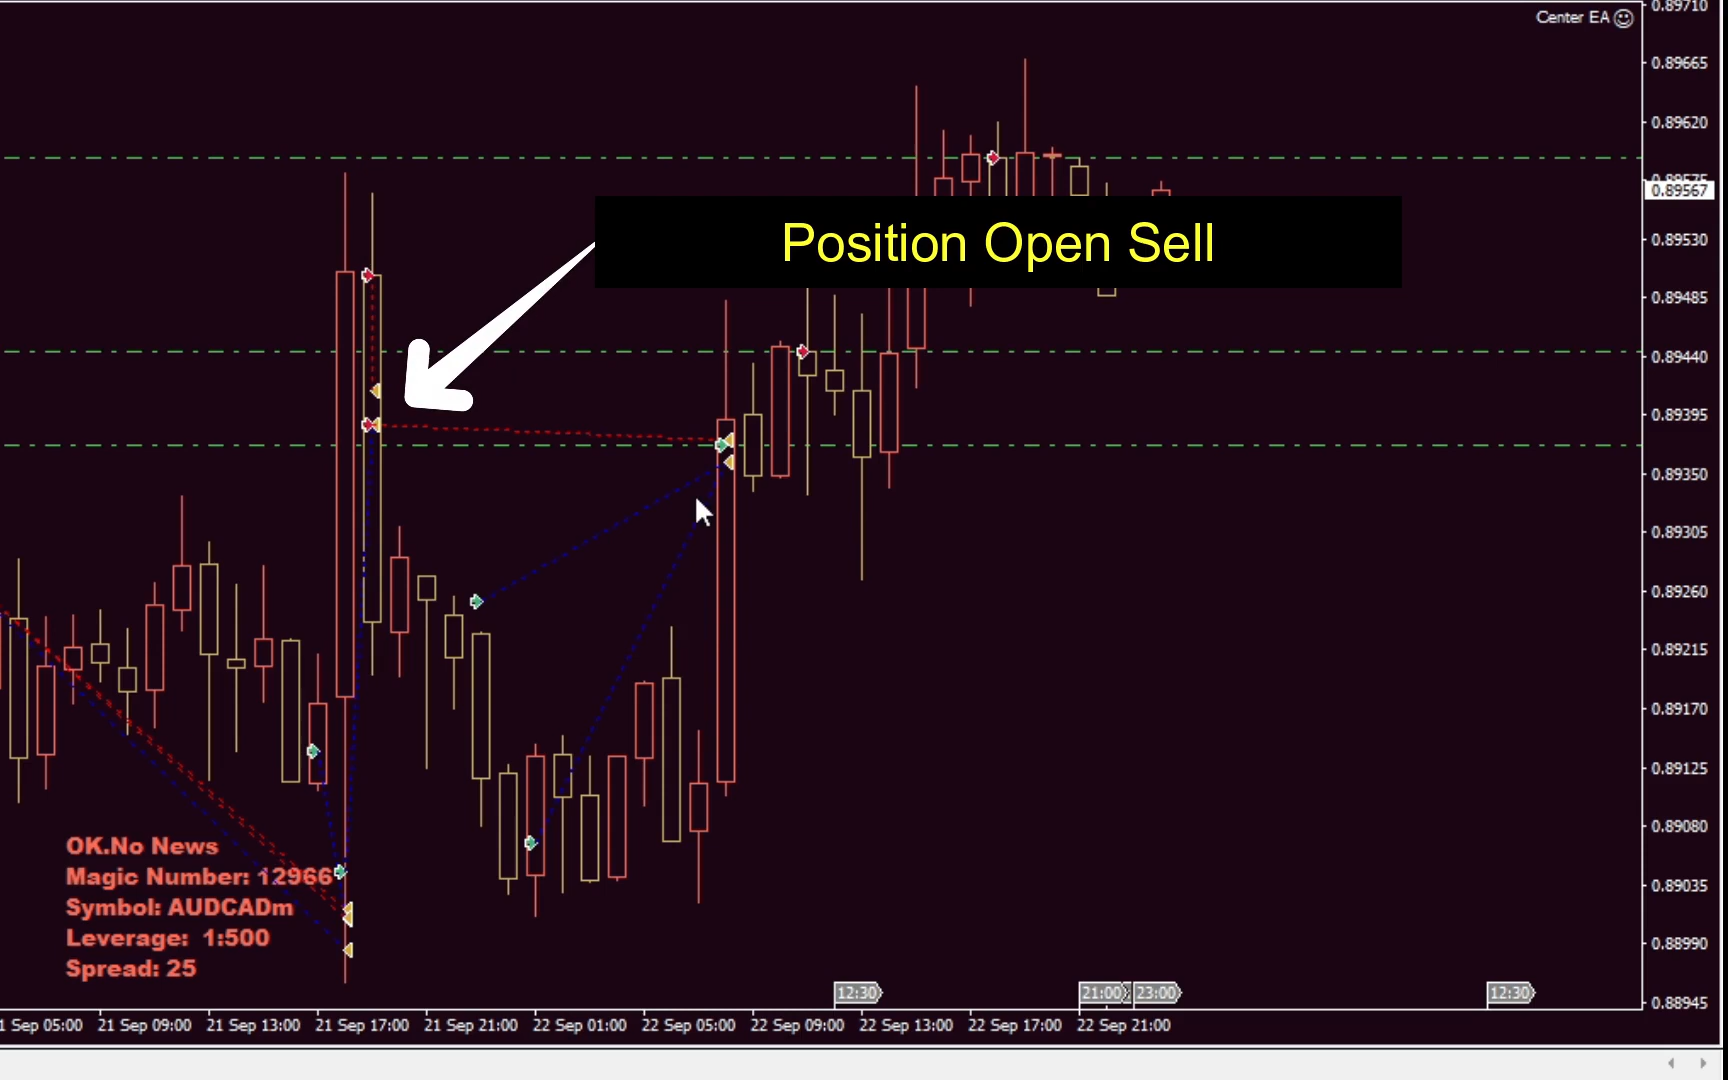 Center EA
0.89710
0.89665
0.89620
0.89575
0.89567
0.89530
0.89485
0.89440
0.89395
0.89350
0.89305
0.89260
0.89215
0.89170
0.89125
0.89080
0.89035
0.88990
0.88945
Position Open Sell
OK.No News
Magic Number: 12966
Symbol: AUDCADm
Leverage: 1:500
Spread: 25
12:30 21:00 23:00 12:30
1 Sep 05:00 21 Sep 09:00 21 Sep 13:00 21 Sep 17:00 21 Sep 21:00 22 Sep 01:00 22 Sep 05:00 22 Sep 09:00 22 Sep 13:00 22 Sep 17:00 22 Sep 21:00